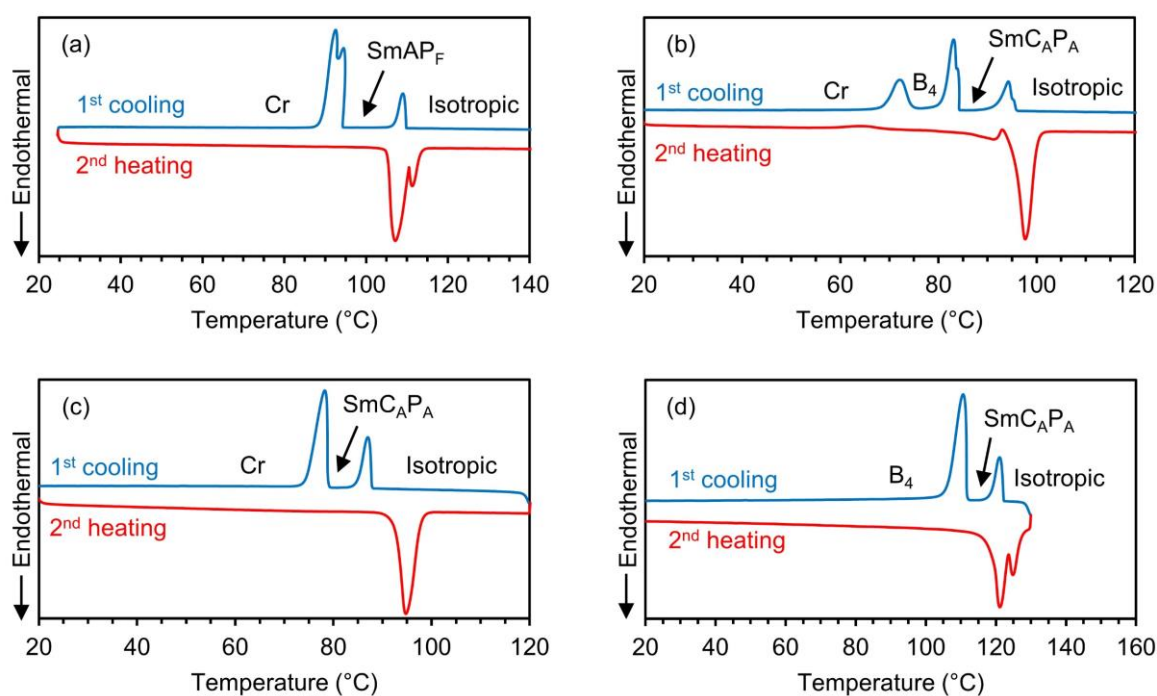 (a)
SmAP_F
1st cooling
Cr
Isotropic
2nd heating
Endothermal
20 40 60 80 100 120 140
Temperature (°C)
(b)
SmC_AP_A
1st cooling
Cr
B_4
Isotropic
2nd heating
Endothermal
20 40 60 80 100 120
Temperature (°C)
(c)
SmC_AP_A
1st cooling
Cr
Isotropic
2nd heating
Endothermal
20 40 60 80 100 120
Temperature (°C)
(d)
SmC_AP_A
1st cooling
B_4
Isotropic
2nd heating
Endothermal
20 40 60 80 100 120 140 160
Temperature (°C)